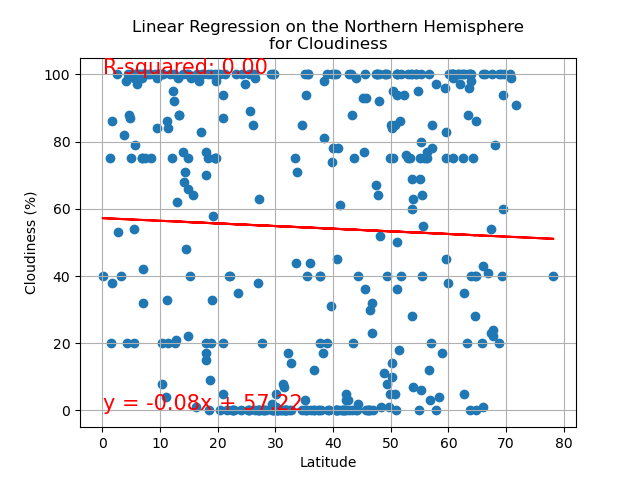 Linear Regression on the Northern Hemisphere
for Cloudiness
R-squared: 0.00
100
80
60
40
20
0
Cloudiness (%)
y = -0.08x + 57.22
0 10 20 30 40 50 60 70 80
Latitude